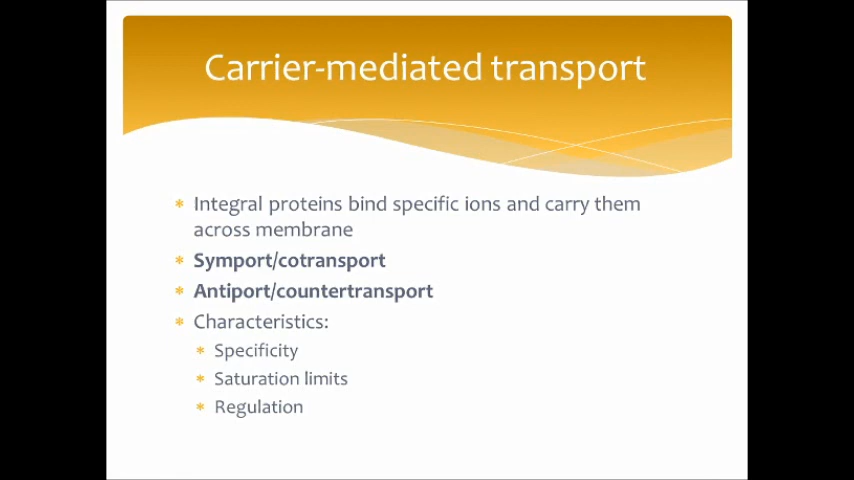 Carrier-mediated transport
* Integral proteins bind specific ions and carry them
across membrane
* Symport/cotransport
* Antiport/countertransport
* Characteristics:
* Specificity
* Saturation limits
* Regulation